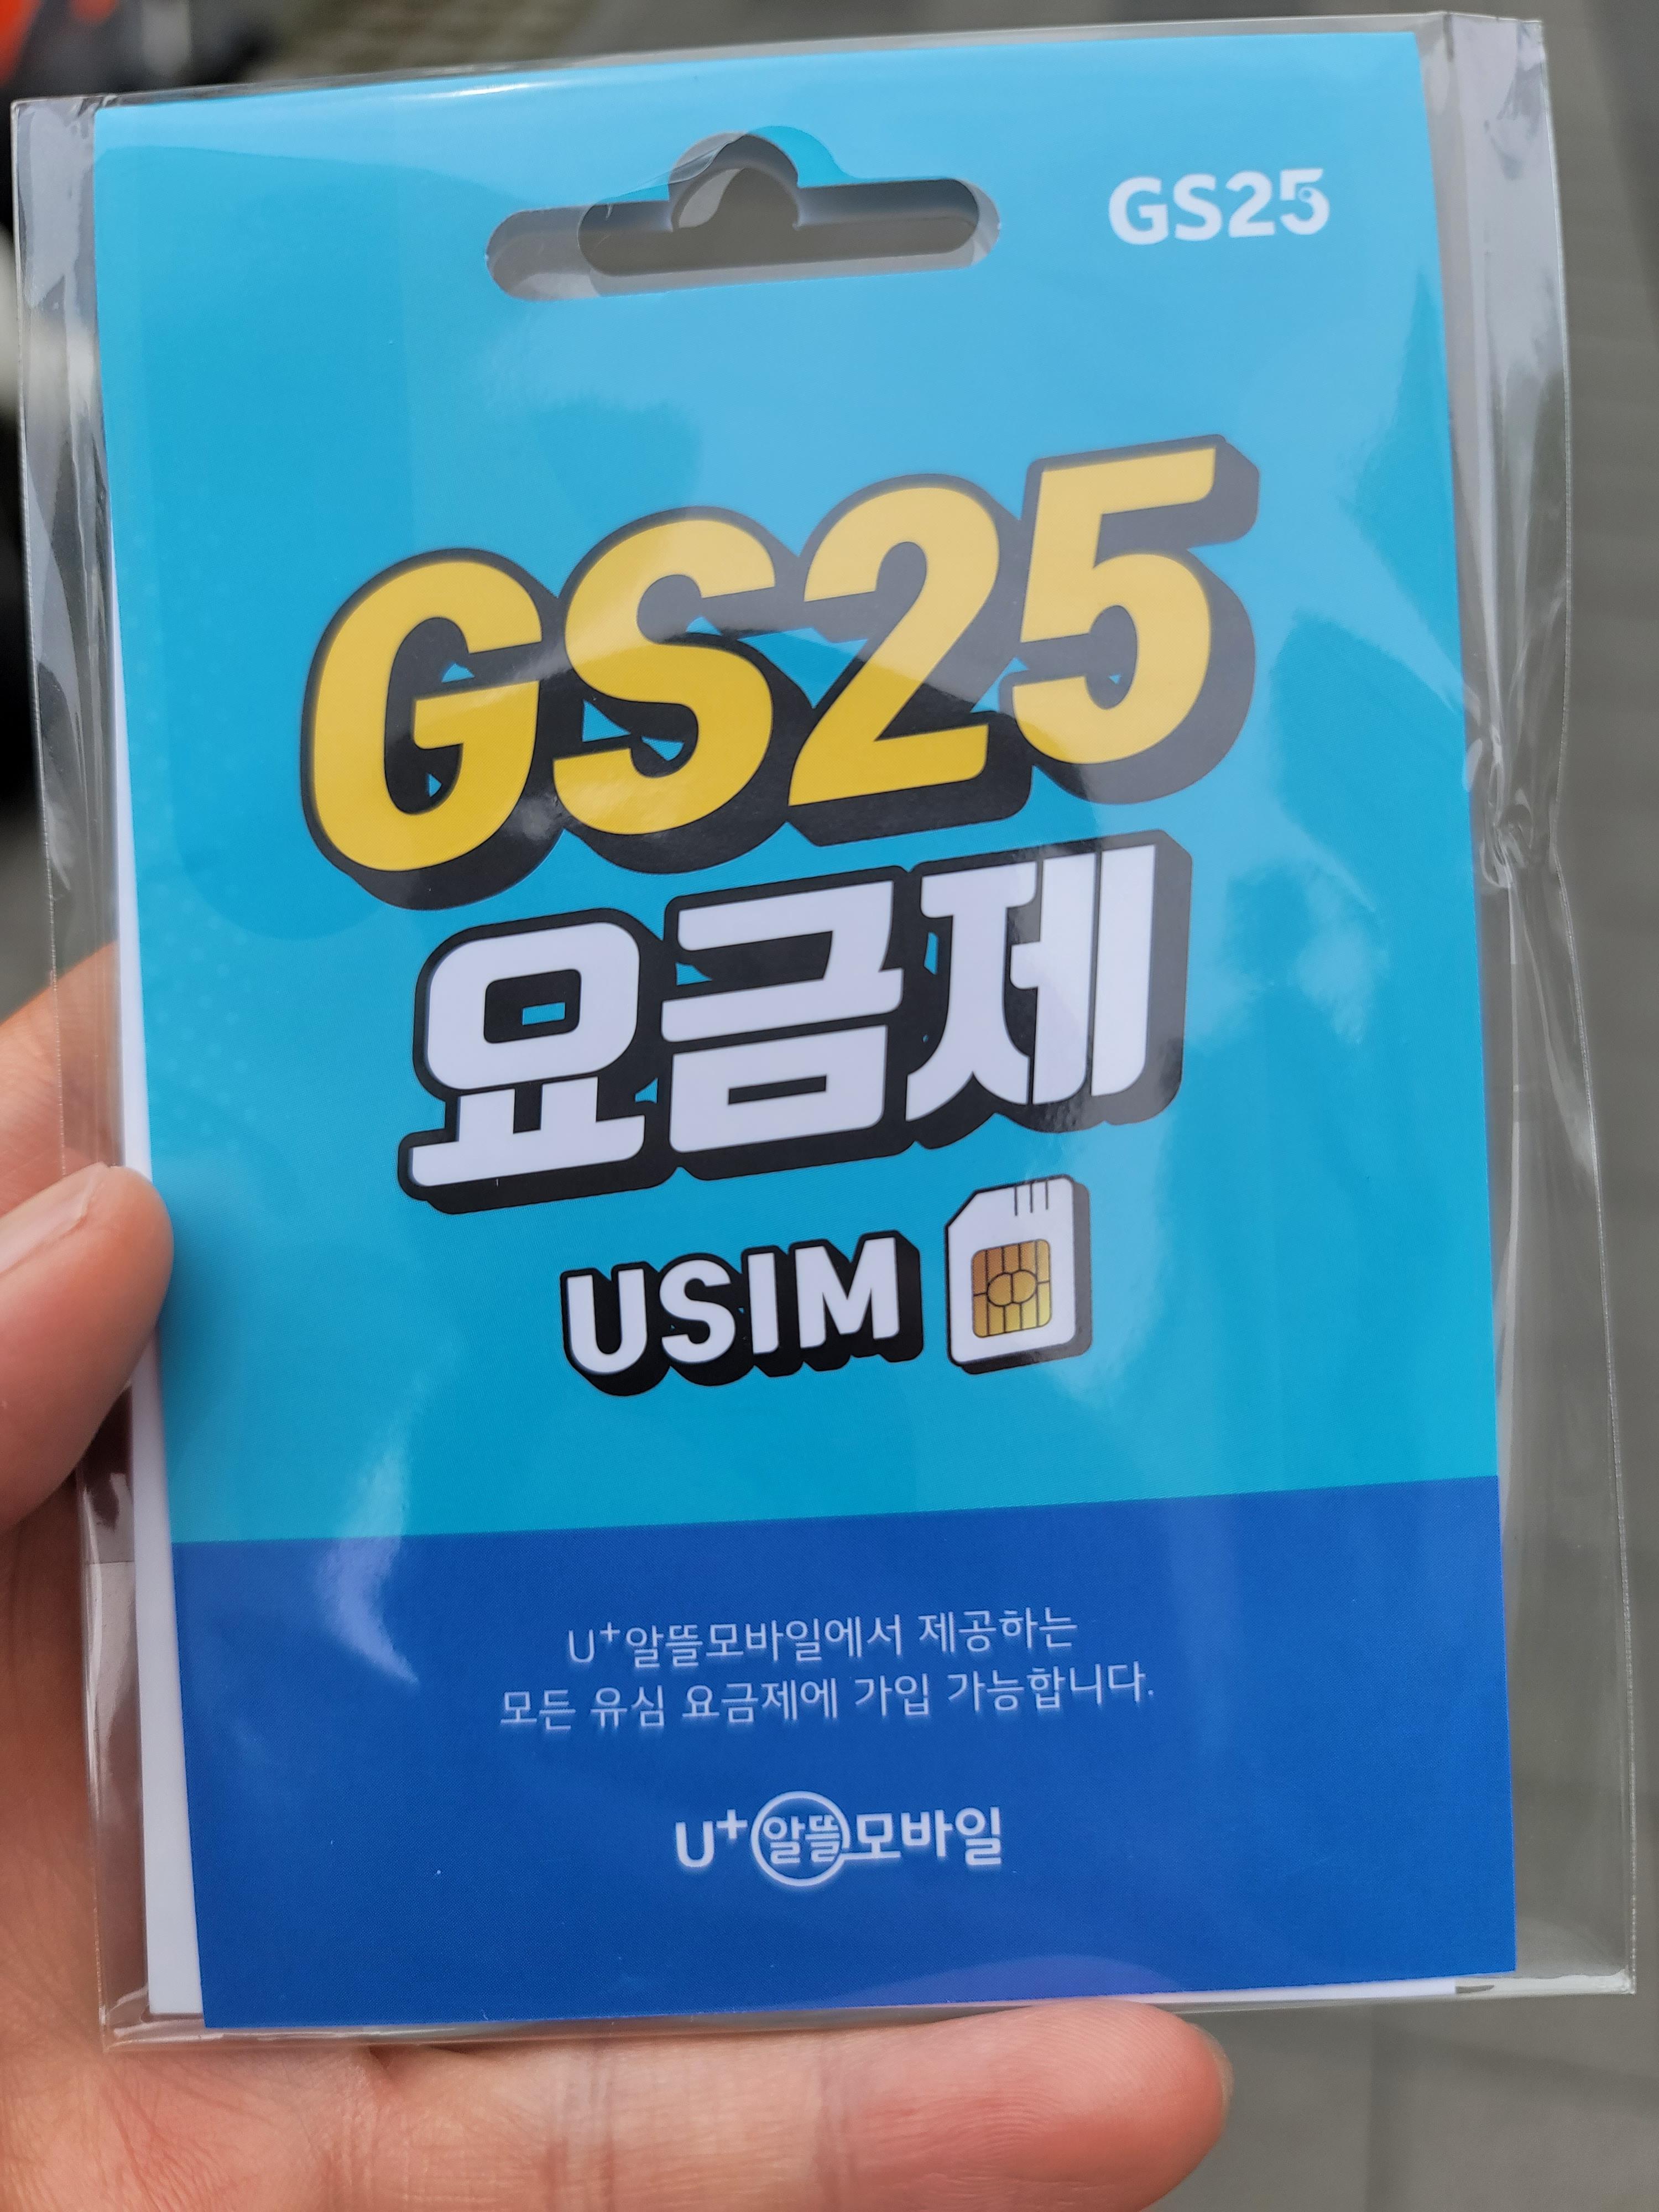 GS25
GS25
요금제
USIM
U+알뜰모바일에서 제공하는
모든 유심 요금제에 가입 가능합니다.
U+알뜰모바일